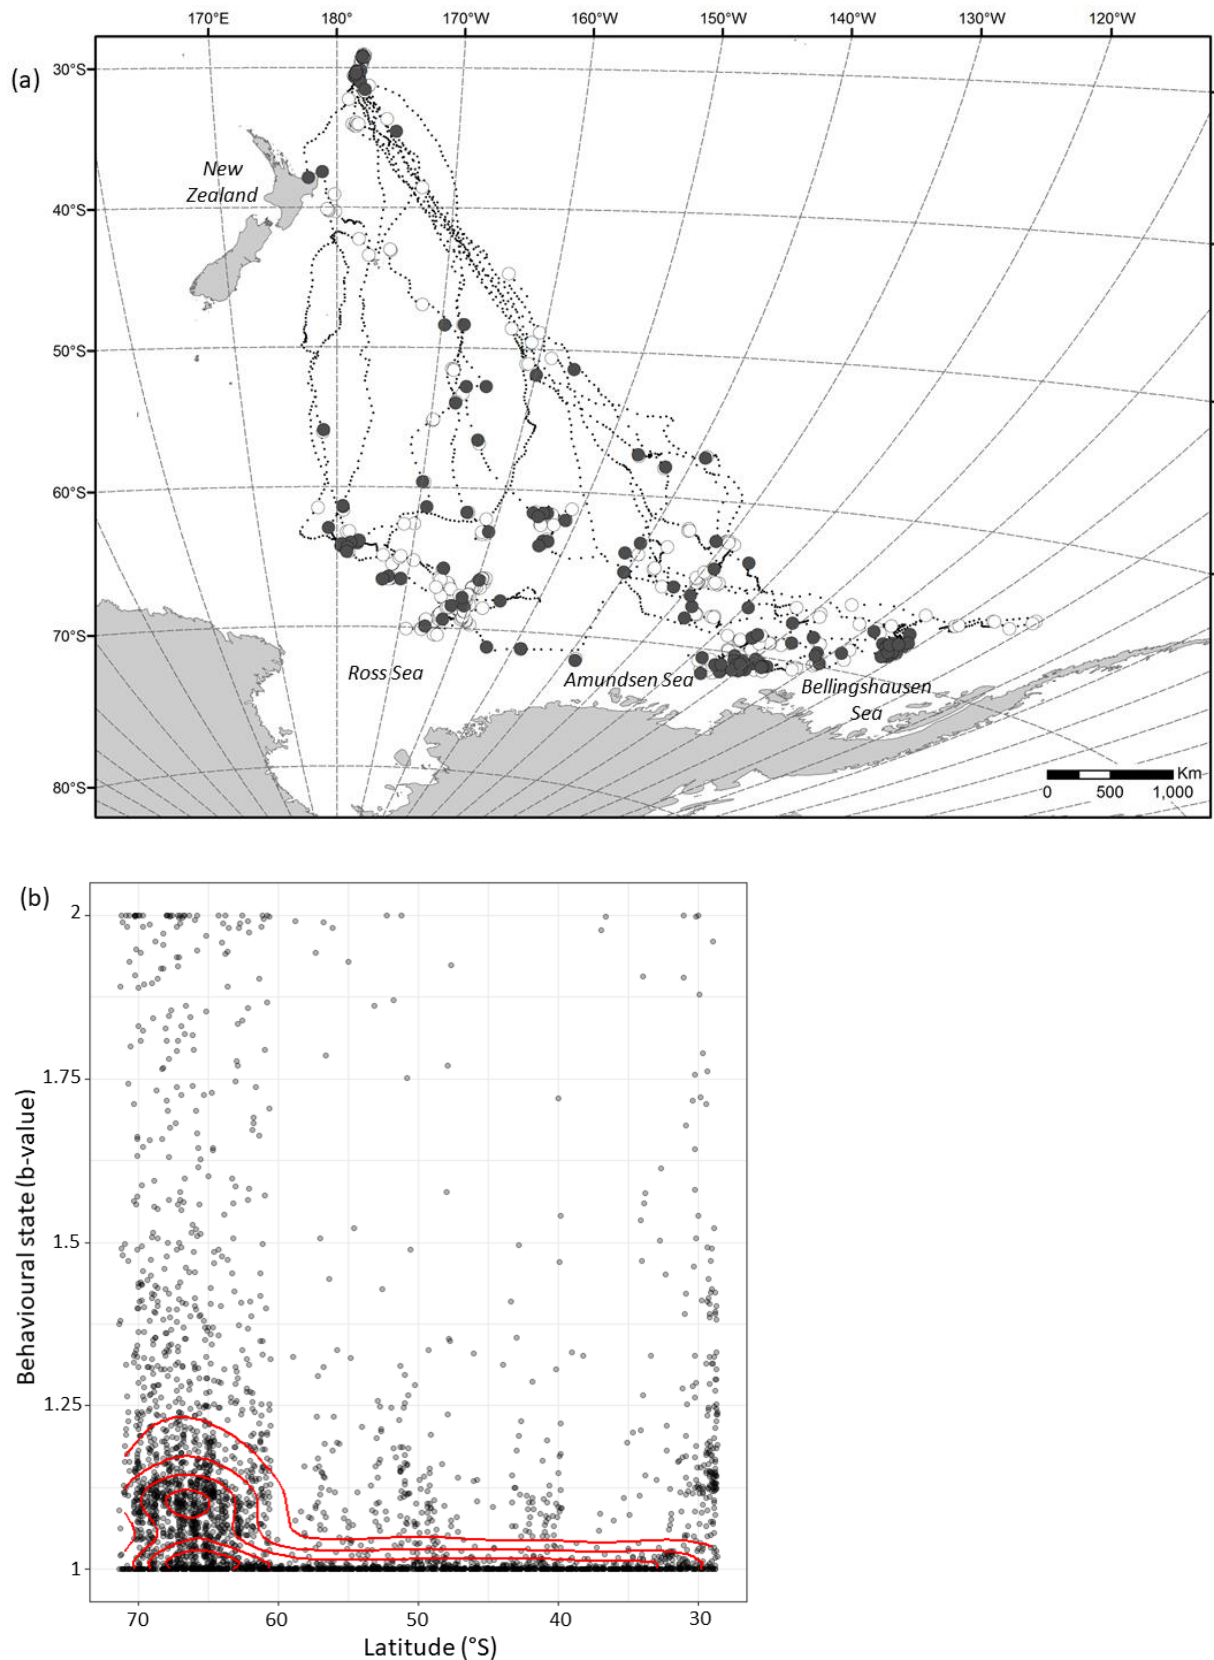 170°E 180° 170°W 160°W 150°W 140°W 130°W 120°W
(a)
30°S
New
Zealand
40°S
50°S
60°S
70°S
Ross Sea
Amundsen Sea
Bellingshausen
Sea
Km
80°S
0 500 1,000
(b)
2
1.75
1.5
1.25
1
Behavioural state (b-value)
70 60 50 40 30
Latitude (°S)